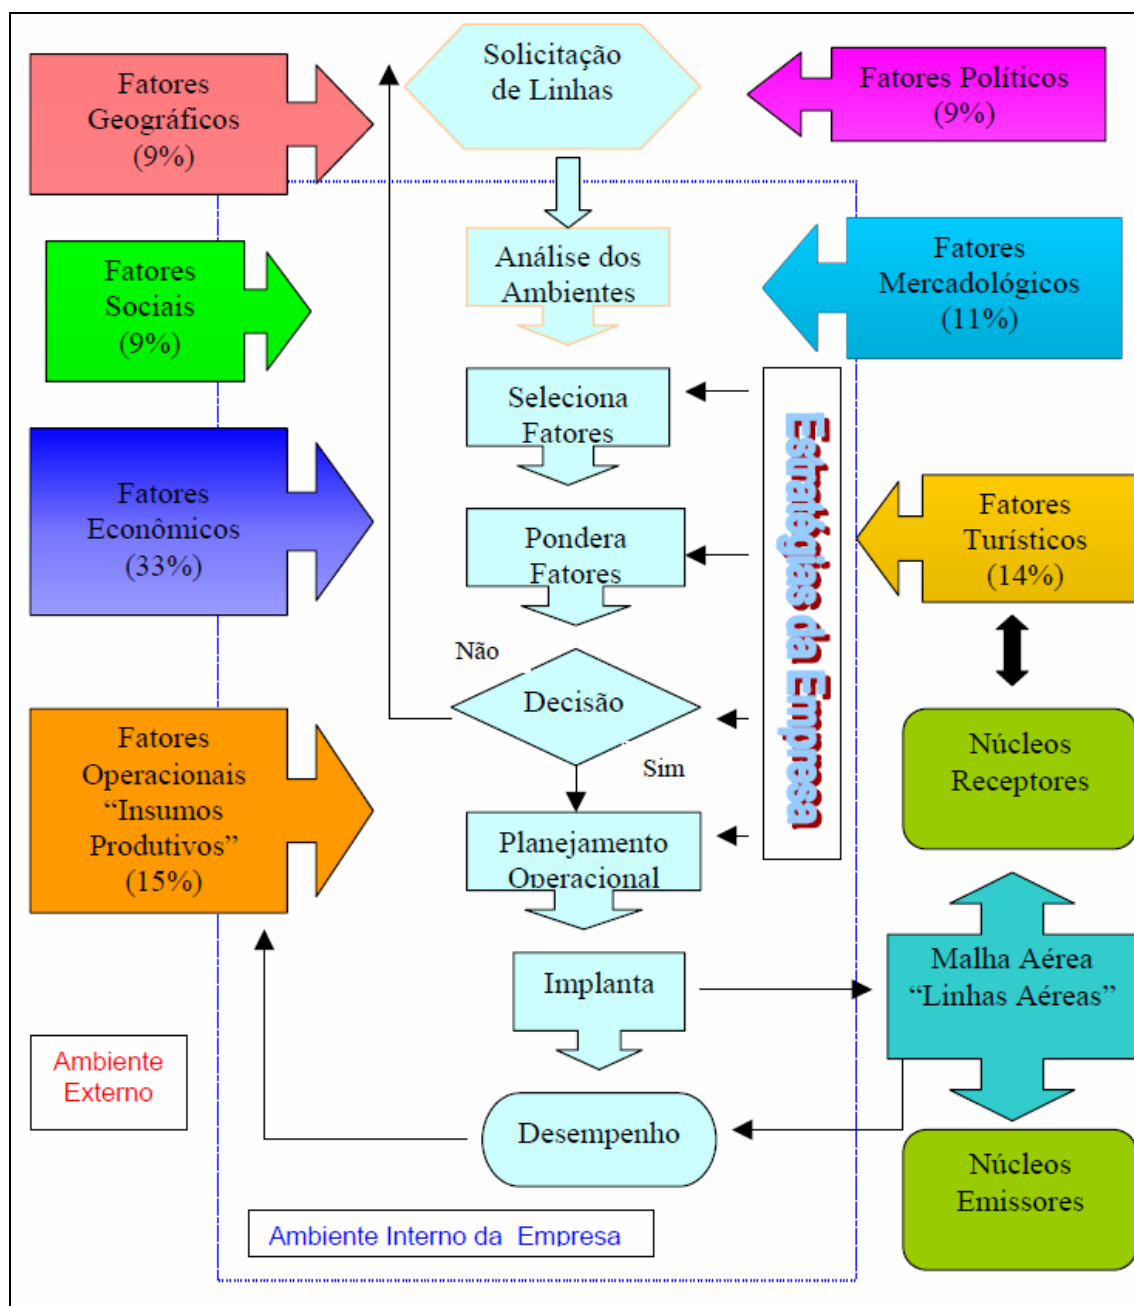 Solicitação
de Linhas
Fatores
Geográficos
(9%)
Fatores Políticos
(9%)
Fatores
Sociais
(9%)
Análise dos
Ambientes
Fatores
Mercadológicos
(11%)
Seleciona
Fatores
Estratégias da Empresa
Fatores
Econômicos
(33%)
Pondera
Fatores
Fatores
Turísticos
(14%)
Não
Decisão
Sim
Fatores
Operacionais
“Insumos
Produtivos”
(15%)
Núcleos
Receptores
Planejamento
Operacional
Implanta
Malha Aérea
“Linhas Aéreas”
Ambiente
Externo
Desempenho
Núcleos
Emissores
Ambiente Interno da Empresa